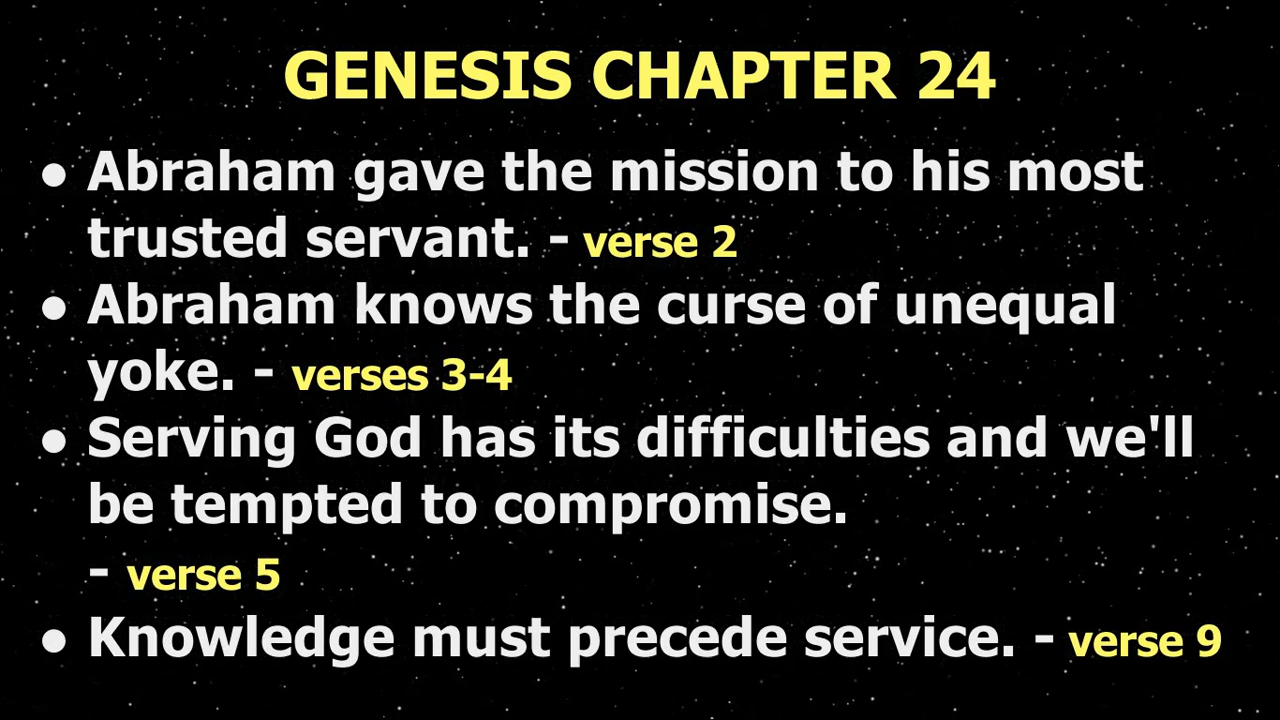 GENESIS CHAPTER 24
● Abraham gave the mission to his most
trusted servant. - verse 2
● Abraham knows the curse of unequal
yoke. - verses 3-4
● Serving God has its difficulties and we'll
be tempted to compromise.
- verse 5
● Knowledge must precede service. - verse 9